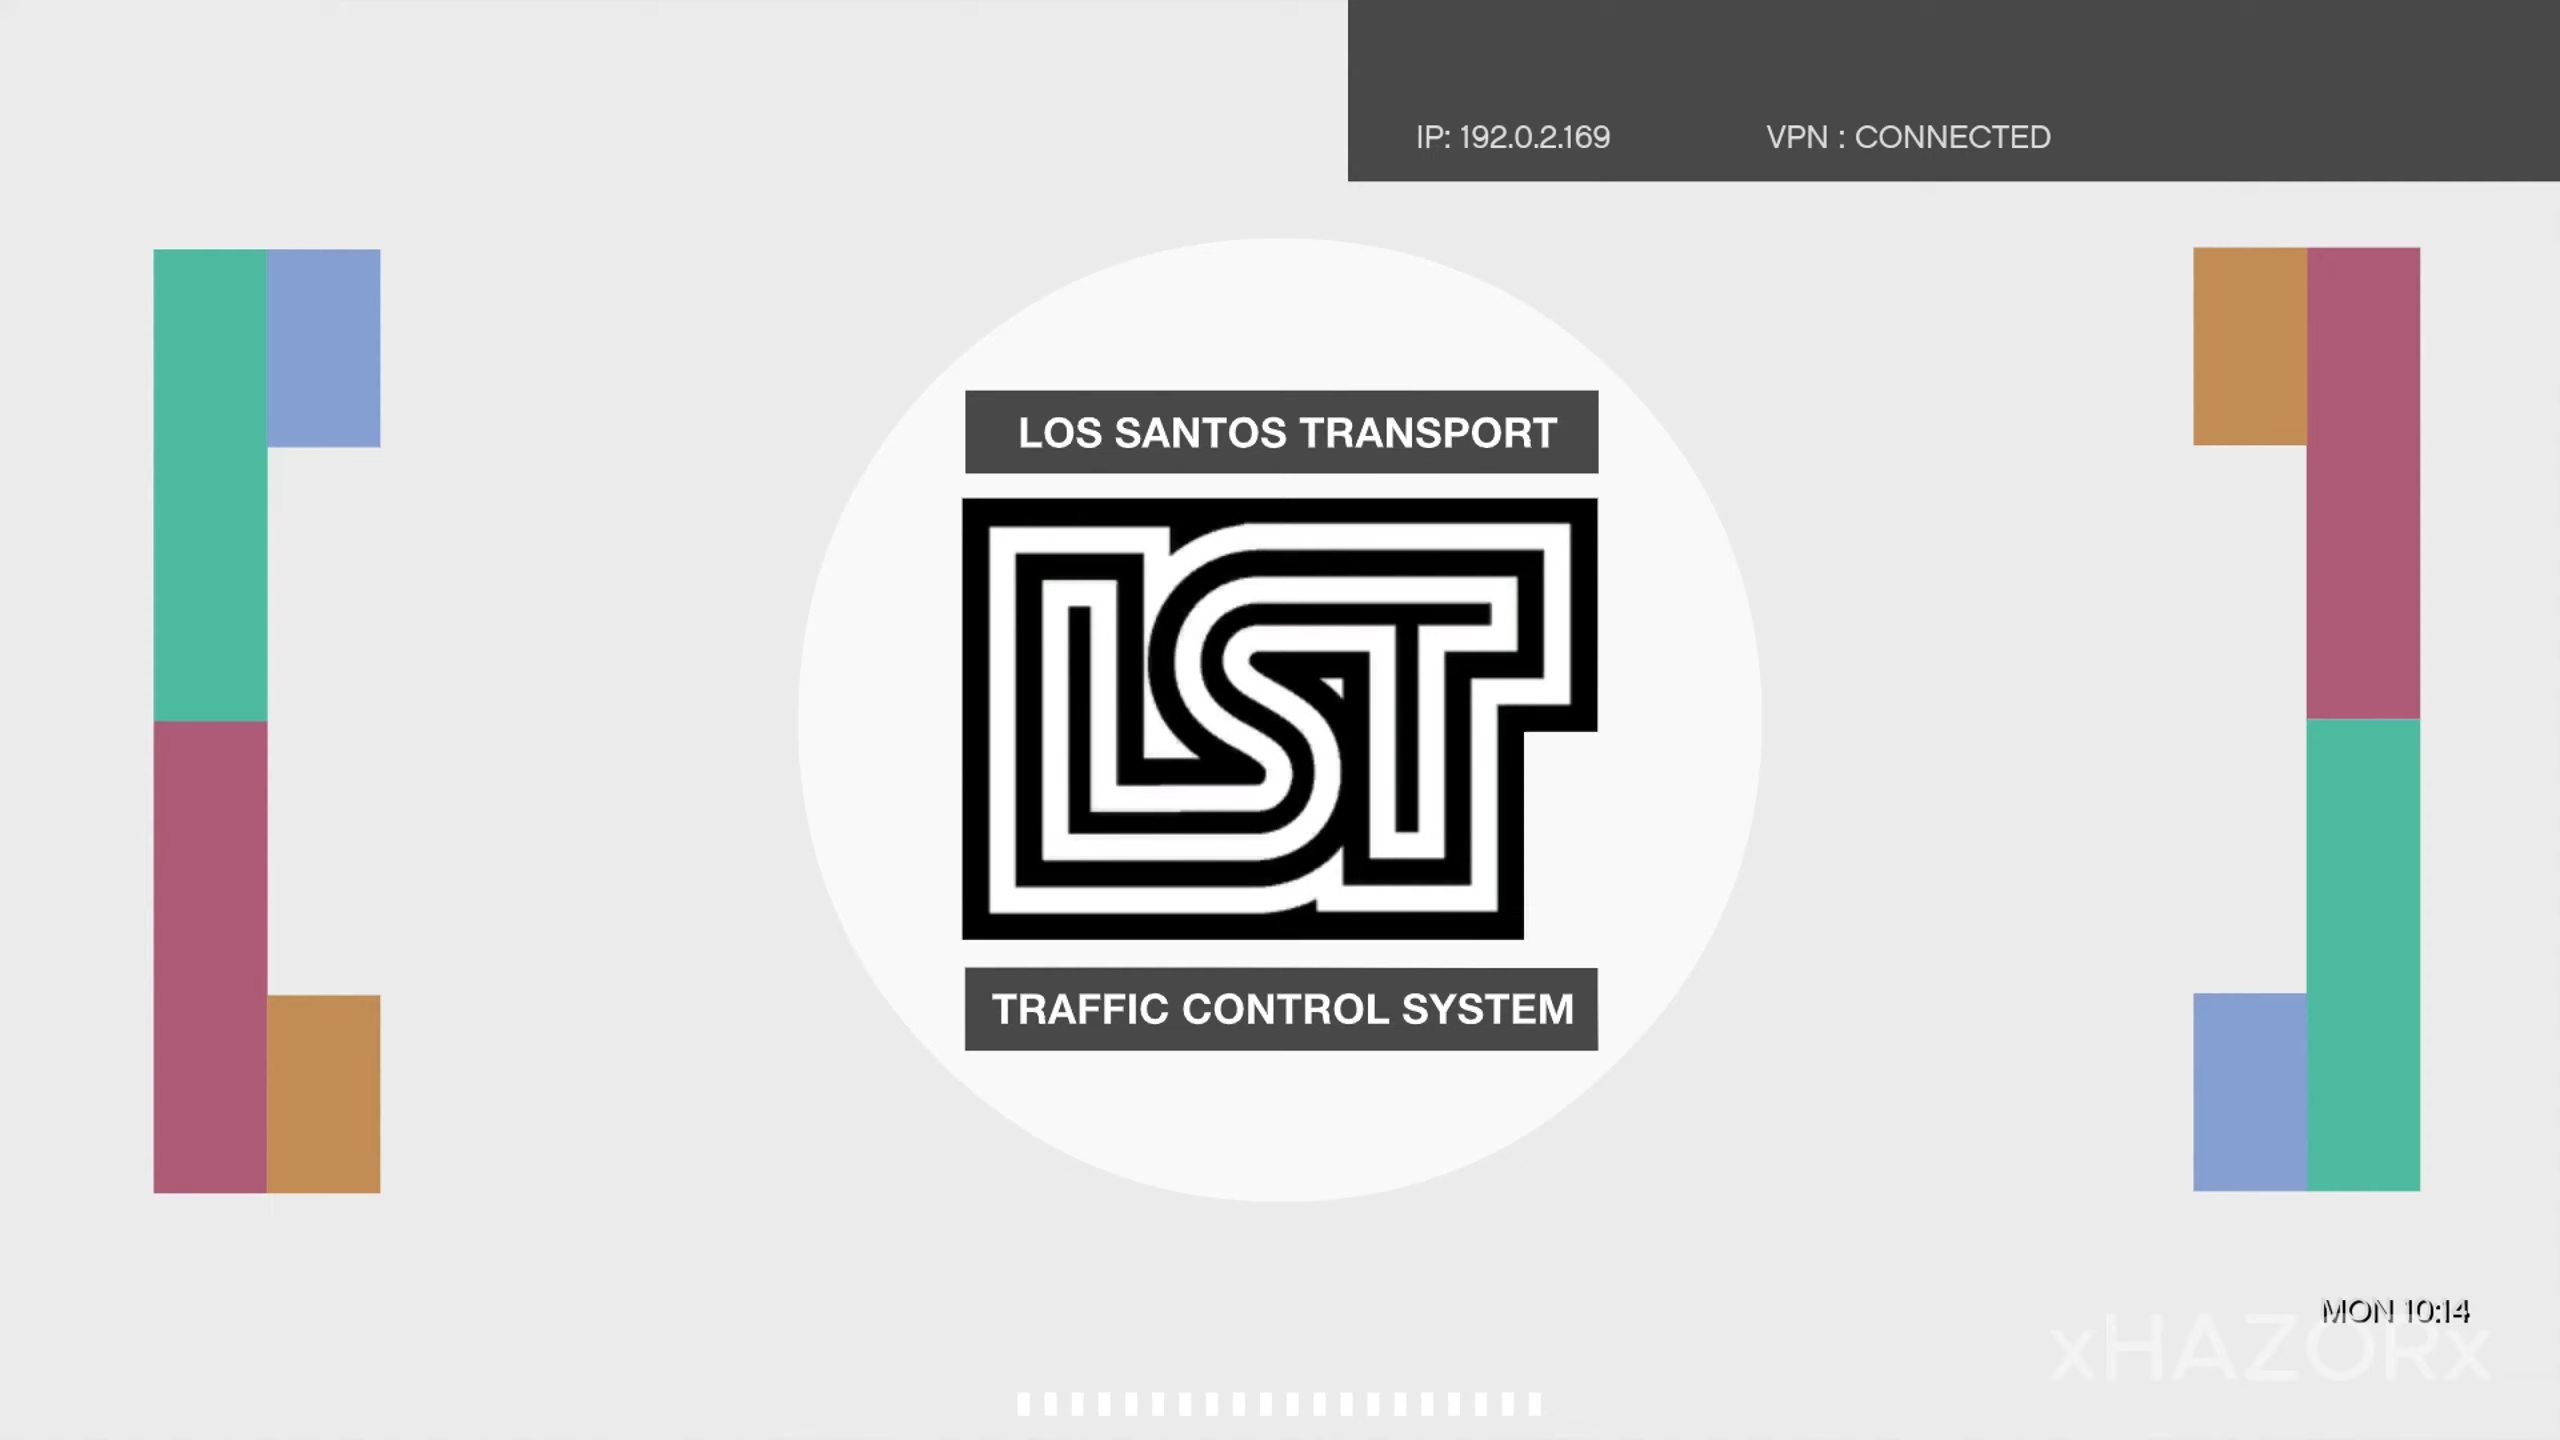 IP: 192.0.2.169 VPN : CONNECTED
LOS SANTOS TRANSPORT
LST
TRAFFIC CONTROL SYSTEM
MON 10:14
xHAZORx